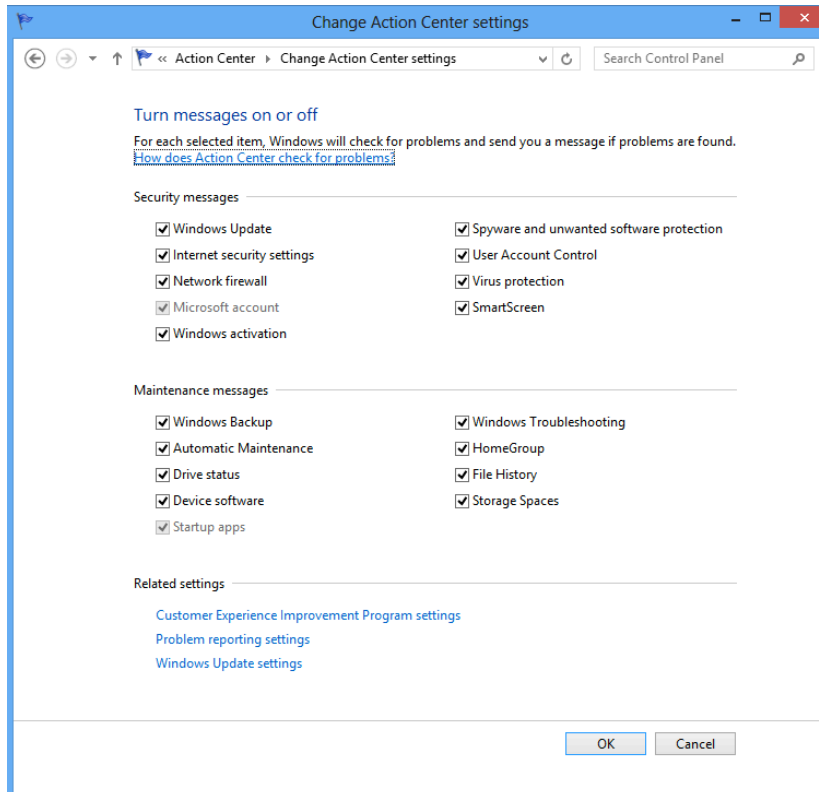 Change Action Center settings
« Action Center Change Action Center settings
Search Control Panel
Turn messages on or off
For each selected item, Windows will check for problems and send you a message if problems are found.
How does Action Center check for problems?
Security messages
Windows Update
Spyware and unwanted software protection
Internet security settings
User Account Control
Network firewall
Virus protection
Microsoft account
SmartScreen
Windows activation
Maintenance messages
Windows Backup
Windows Troubleshooting
Automatic Maintenance
HomeGroup
Drive status
File History
Device software
Storage Spaces
Startup apps
Related settings
Customer Experience Improvement Program settings
Problem reporting settings
Windows Update settings
OK
Cancel